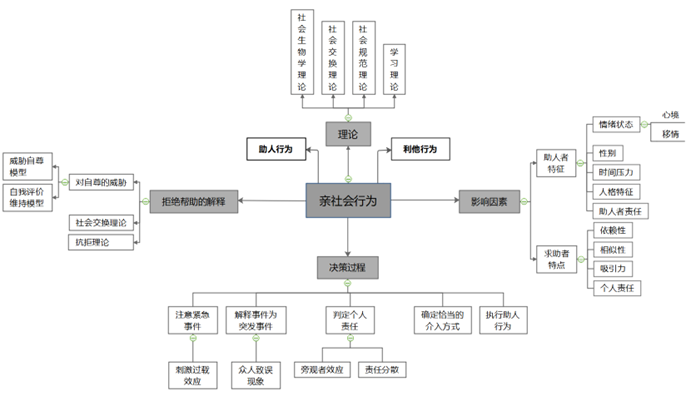 社会生物学理论
社会交换理论
社会规范理论
学习理论
理论
助人行为
利他行为
亲社会行为
拒绝帮助的解释
对自尊的威胁
威胁自尊
模型
自我评价
维持模型
社会交换理论
抗拒理论
影响因素
助人者
特征
情绪状态
心境
移情
性别
时间压力
人格特征
助人者责任
求助者
特点
依赖性
相似性
吸引力
个人责任
决策过程
注意紧急
事件
解释事件为
突发事件
判定个人
责任
确定恰当的
介入方式
执行助人
行为
刺激过载
效应
众人致误
现象
旁观者效应
责任分散